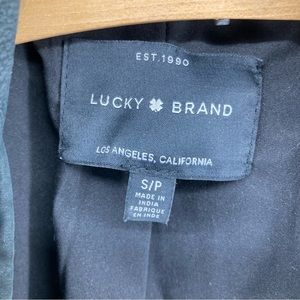 EST.1990
LUCKY BRAND
LOS ANGELES, CALIFORNIA
S/P
MADE IN
INDIA
FABRIQUE
EN INDE